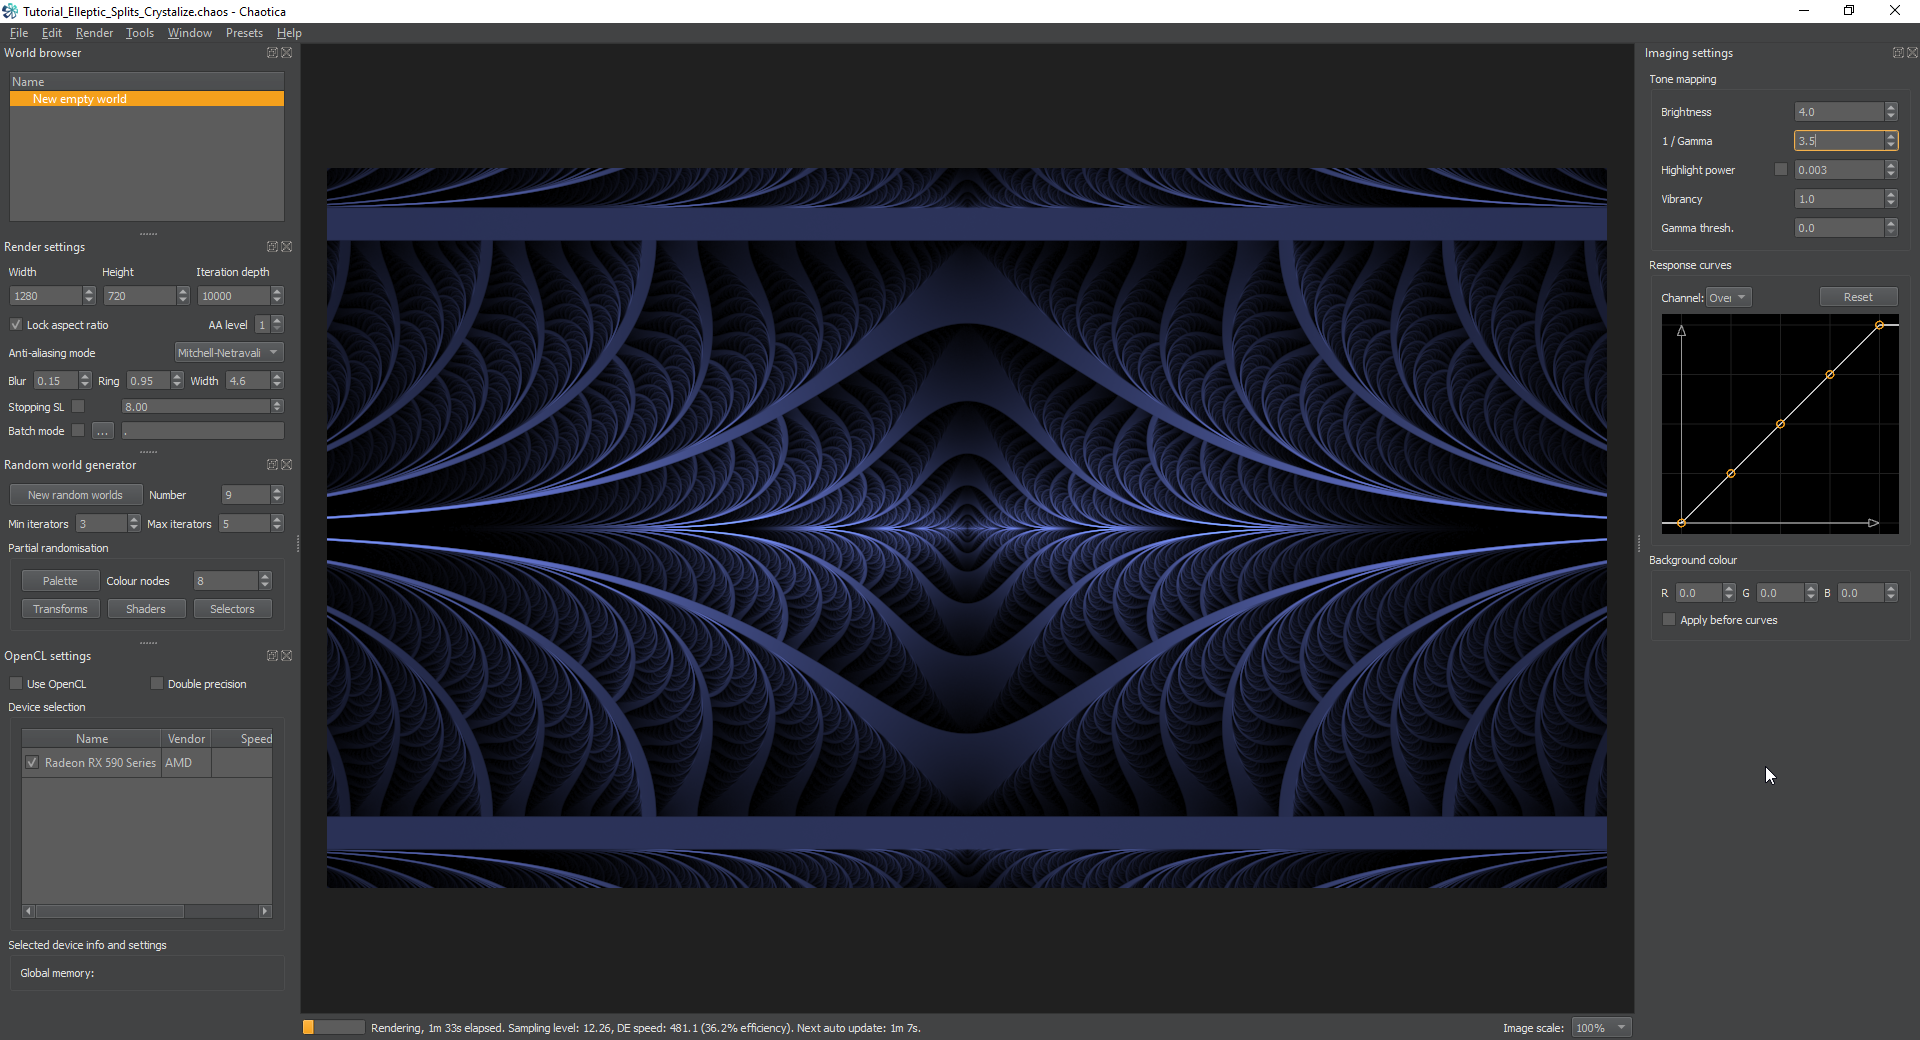 Tutorial_Elleptic_Splits_Crystalize.chaos - Chaotica
File Edit Render Tools Window Presets Help
World browser
Name
New empty world
Render settings
Width Height Iteration depth
1280 720 10000
Lock aspect ratio AA level 1
Anti-aliasing mode Mitchell-Netravali
Blur 0.15 Ring 0.95 Width 4.6
Stopping SL 8.00
Batch mode ... .
Random world generator
New random worlds Number 9
Min iterators 3 Max iterators 5
Partial randomisation
Palette Colour nodes 8
Transforms Shaders Selectors
OpenCL settings
Use OpenCL Double precision
Device selection
Name Vendor Speed
Radeon RX 590 Series AMD
Selected device info and settings
Global memory:
Rendering, 1m 33s elapsed. Sampling level: 12.26, DE speed: 481.1 (36.2% efficiency). Next auto update: 1m 7s.
Image scale: 100%
Imaging settings
Tone mapping
Brightness 4.0
1 / Gamma 3.5
Highlight power 0.003
Vibrancy 1.0
Gamma thresh. 0.0
Response curves
Channel: Over Reset
Background colour
R 0.0 G 0.0 B 0.0
Apply before curves